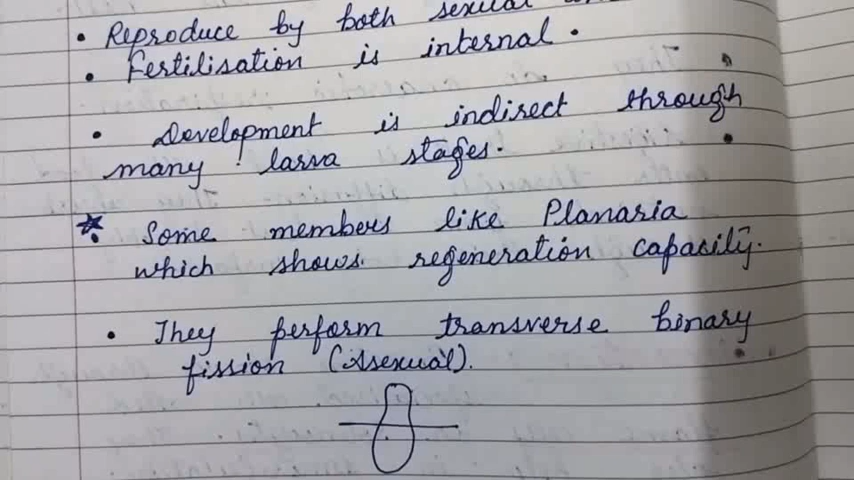 • Reproduce by both sexual
• Fertilisation is internal.
• Development is indirect through
many larva stages.
* Some members like Planaria
which shows regeneration capacity.
• They perform transverse binary
fission (Asexual).